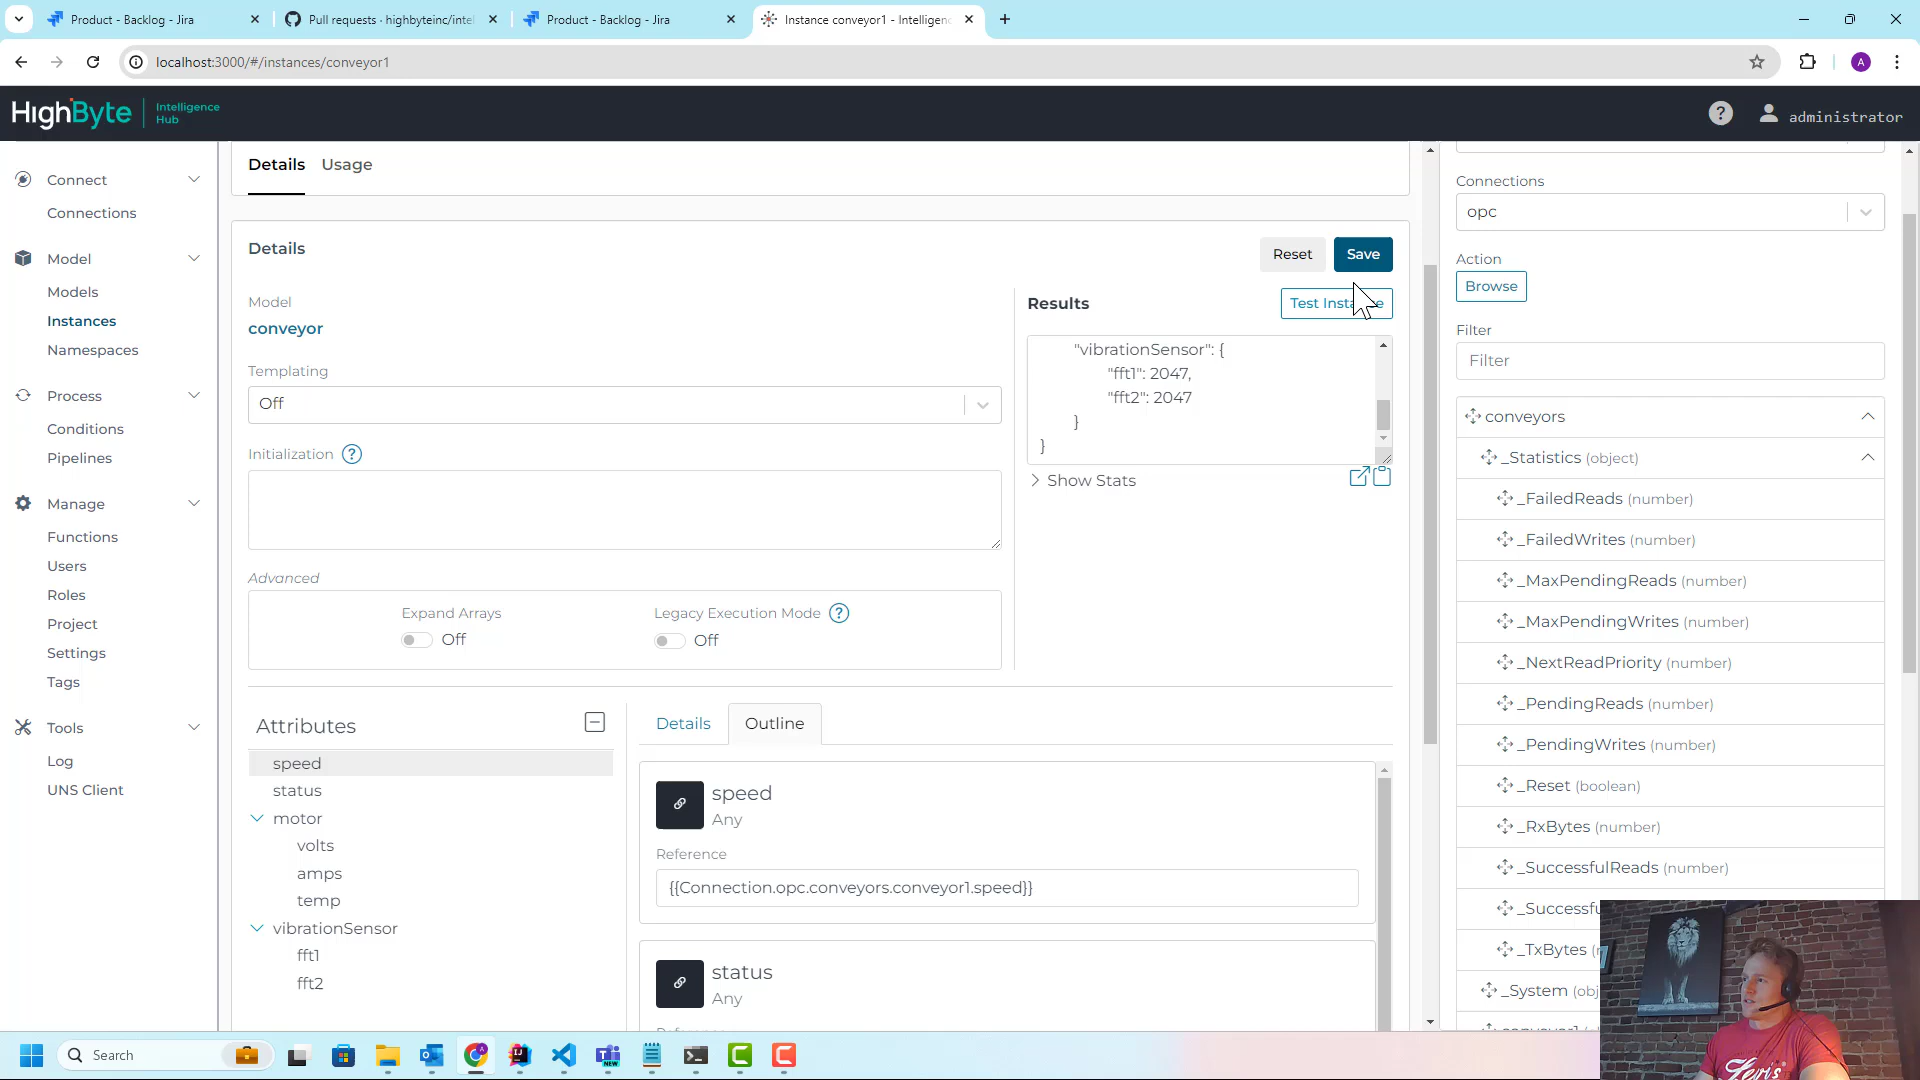 Product - Backlog - Jira
Pull requests · highbyteinc/inte
Product - Backlog - Jira
Instance conveyor1 - Intelligen
localhost:3000/#/instances/conveyor1
A
HighByte
Intelligence
Hub
?
administrator
Connect
Connections
Model
Models
Instances
Namespaces
Process
Conditions
Pipelines
Manage
Functions
Users
Roles
Project
Settings
Tags
Tools
Log
UNS Client
Details
Usage
Details
Reset
Save
Model
conveyor
Templating
Off
Initialization ?
Advanced
Expand Arrays
Off
Legacy Execution Mode ?
Off
Results
Test Inst e
"vibrationSensor": {
"fft1": 2047,
"fft2": 2047
}
}
Show Stats
Attributes
speed
status
motor
volts
amps
temp
vibrationSensor
fft1
fft2
Details
Outline
speed
Any
Reference
{{Connection.opc.conveyors.conveyor1.speed}}
status
Any
Connections
opc
Action
Browse
Filter
Filter
conveyors
_Statistics (object)
_FailedReads (number)
_FailedWrites (number)
_MaxPendingReads (number)
_MaxPendingWrites (number)
_NextReadPriority (number)
_PendingReads (number)
_PendingWrites (number)
_Reset (boolean)
_RxBytes (number)
_SuccessfulReads (number)
_Successfu
_TxBytes (
_System (obj
Levi's
Search
NEW